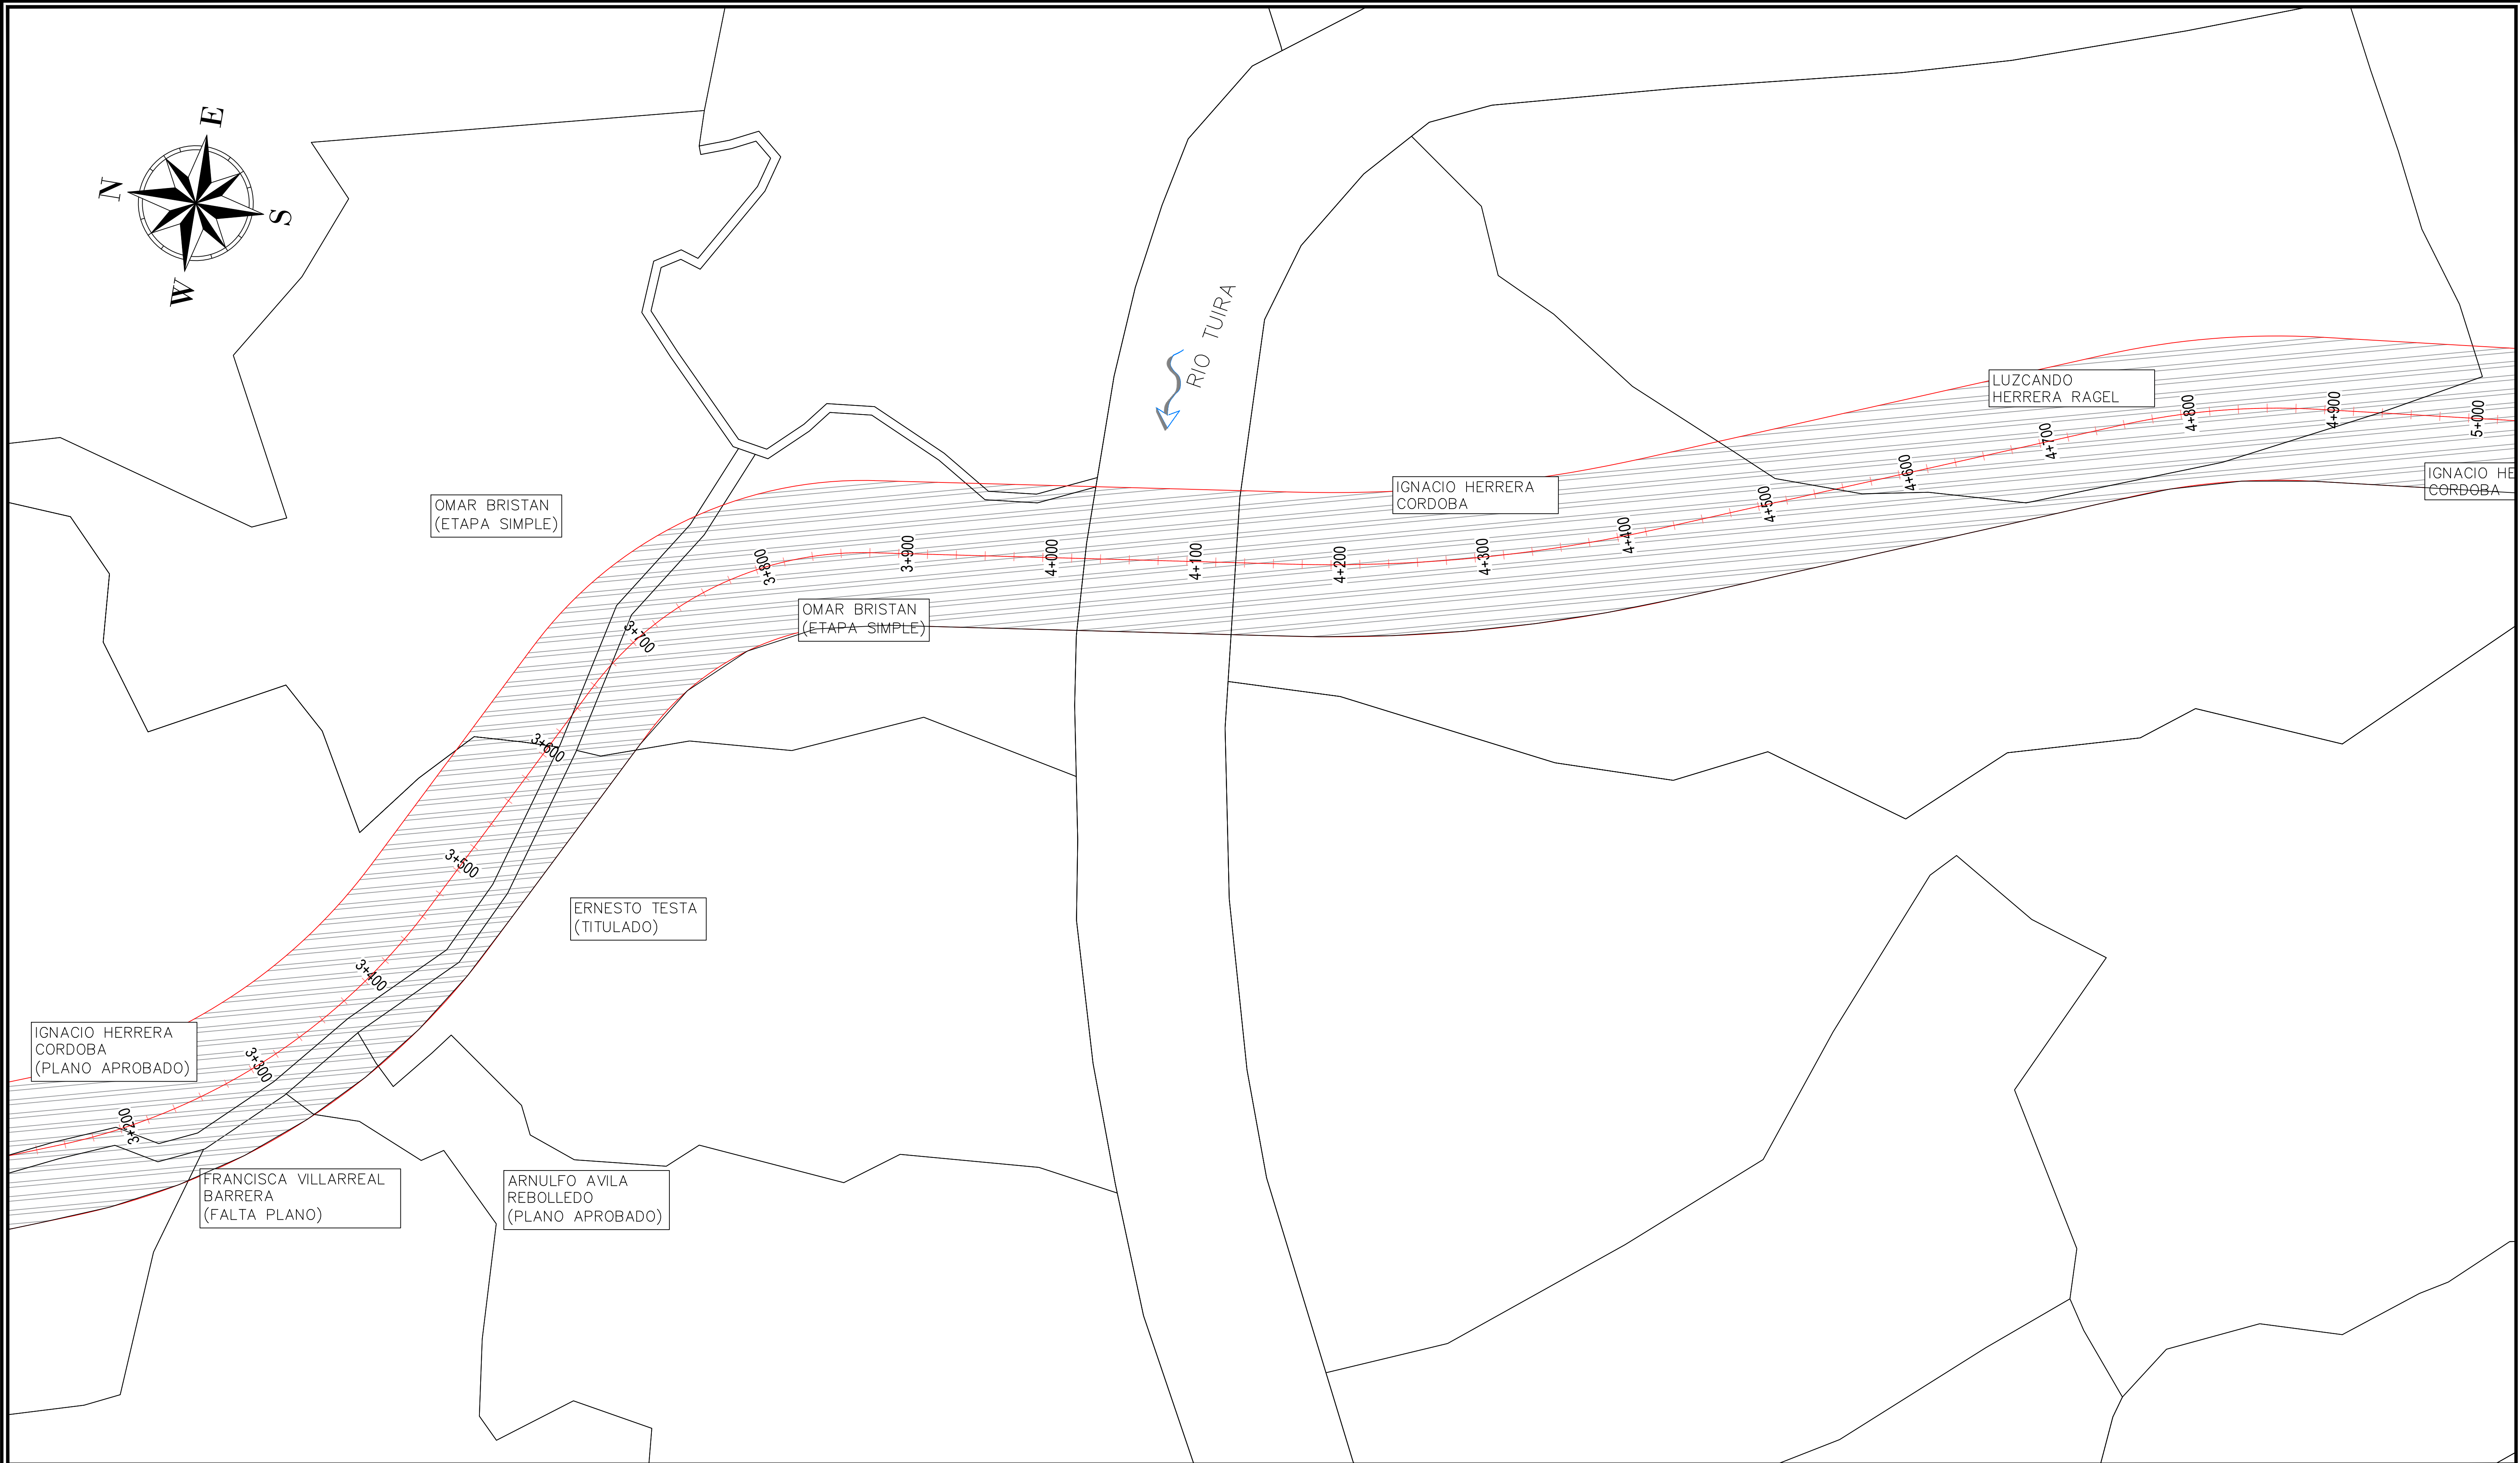 E
N
S
W
RIO TUIRA
OMAR BRISTAN
(ETAPA SIMPLE)
LUZCANDO
HERRERA RAGEL
IGNACIO HERRERA
CORDOBA
IGNACIO HE
CORDOBA
OMAR BRISTAN
(ETAPA SIMPLE)
ERNESTO TESTA
(TITULADO)
IGNACIO HERRERA
CORDOBA
(PLANO APROBADO)
FRANCISCA VILLARREAL
BARRERA
(FALTA PLANO)
ARNULFO AVILA
REBOLLEDO
(PLANO APROBADO)
3+200
3+300
3+400
3+500
3+600
3+700
3+800
3+900
4+000
4+100
4+200
4+300
4+400
4+500
4+600
4+700
4+800
4+900
5+000